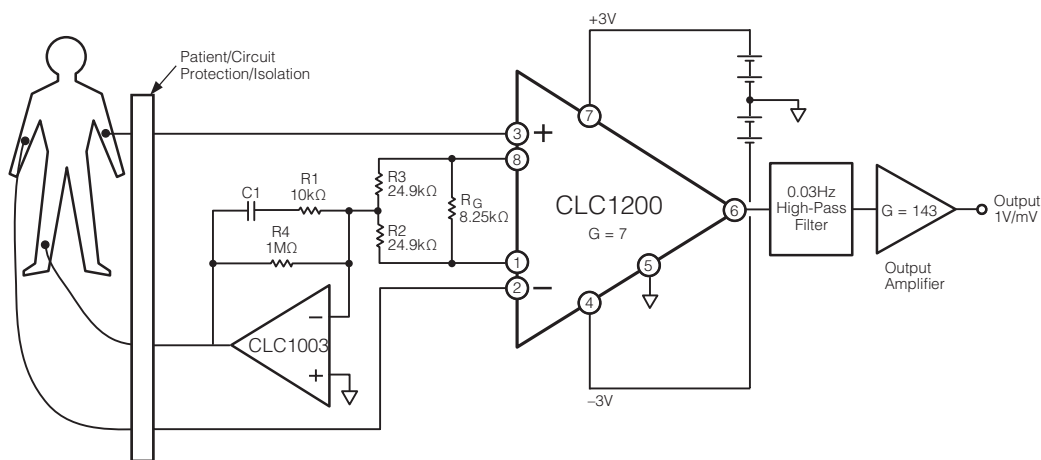 Patient/Circuit
Protection/Isolation
+3V
7
3
+
8
R1
10kΩ
C1
R3
24.9kΩ
RG
8.25kΩ
CLC1200
G = 7
6
0.03Hz
High-Pass
Filter
G = 143
Output
1V/mV
R4
1MΩ
R2
24.9kΩ
1
2
–
5
4
Output
Amplifier
–
CLC1003
+
–3V